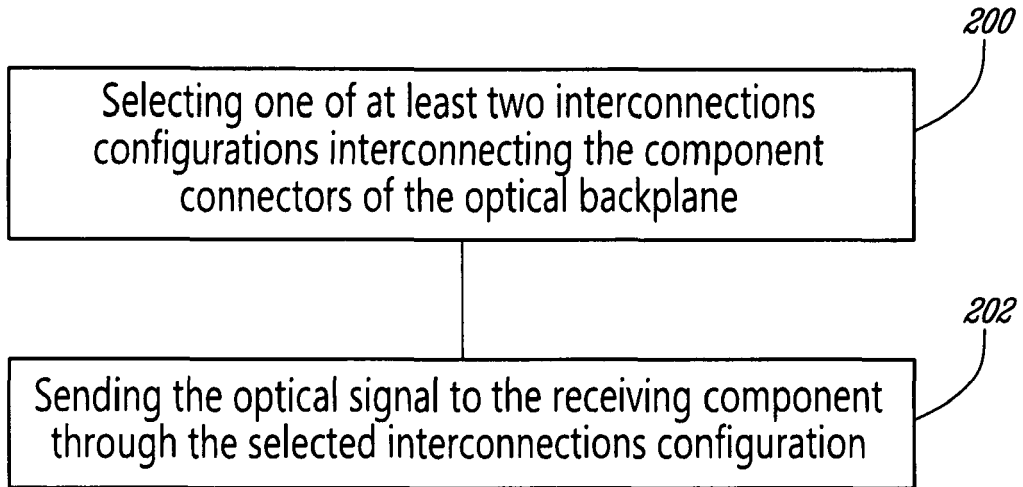 200
Selecting one of at least two interconnections
configurations interconnecting the component
connectors of the optical backplane
202
Sending the optical signal to the receiving component
through the selected interconnections configuration